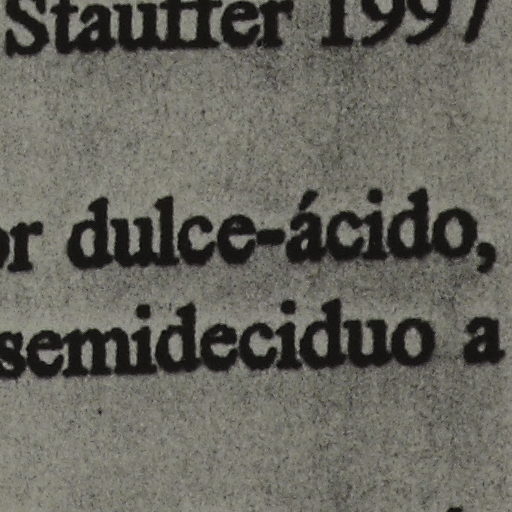 Stauffer 1997
or dulce-ácido,
semideciduo a